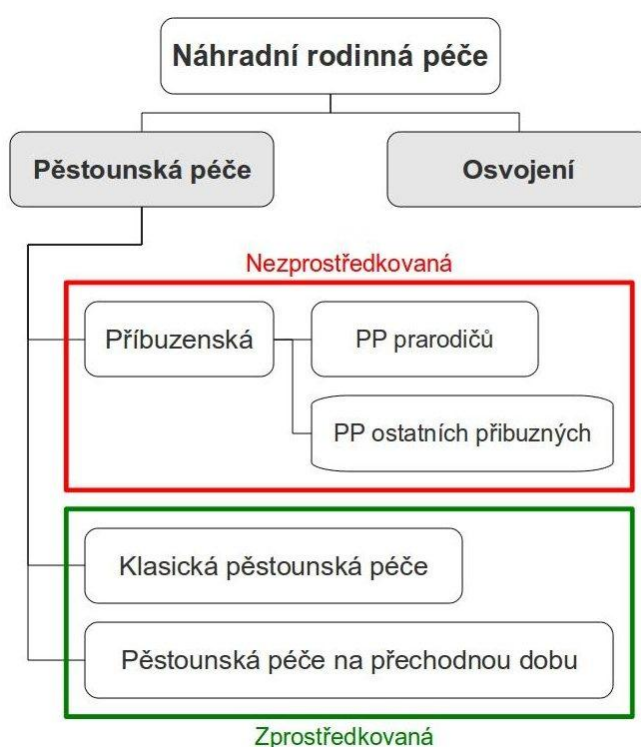 Náhradní rodinná péče
Pěstounská péče
Osvojení
Nezprostředkovaná
Příbuzenská
PP prarodičů
PP ostatních přibuzných
Klasická pěstounská péče
Pěstounská péče na přechodnou dobu
Zprostředkovaná